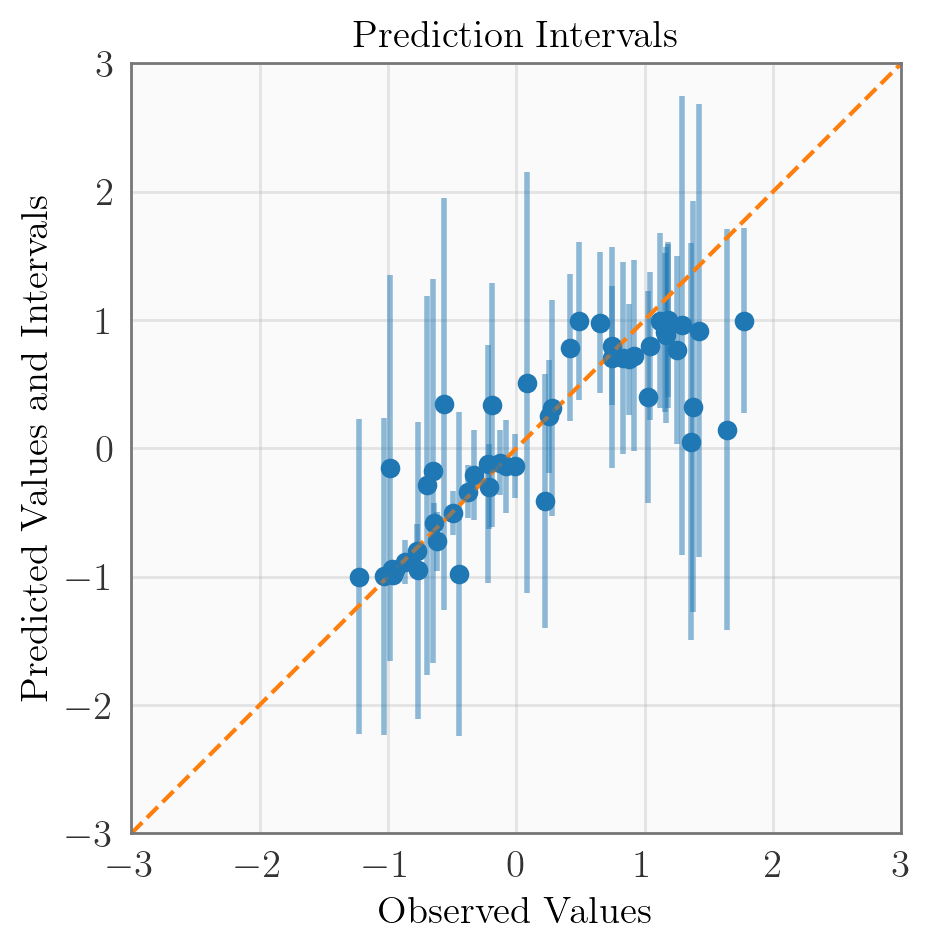 Prediction Intervals
Predicted Values and Intervals
3
2
1
0
−1
−2
−3
−3 −2 −1 0 1 2 3
Observed Values